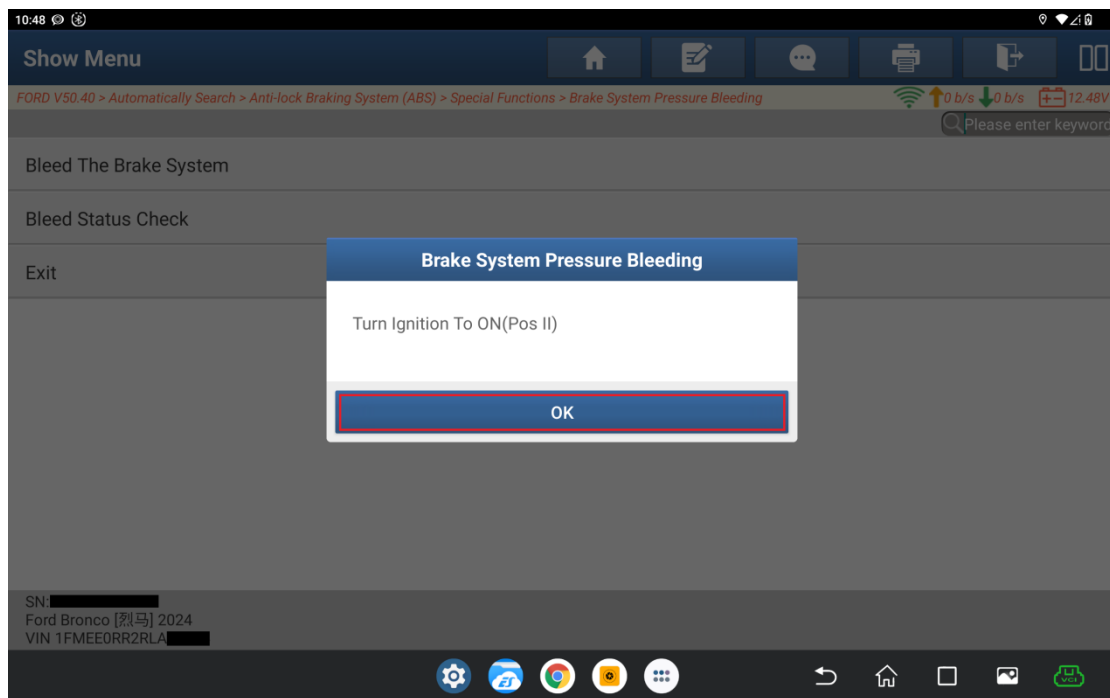 10:48
Show Menu
FORD V50.40 > Automatically Search > Anti-lock Braking System (ABS) > Special Functions > Brake System Pressure Bleeding
0 b/s 0 b/s 12.48V
Please enter keyword
Bleed The Brake System
Bleed Status Check
Exit
Brake System Pressure Bleeding
Turn Ignition To ON(Pos II)
OK
SN:
Ford Bronco [烈马] 2024
VIN 1FMEE0RR2RLA
ES
VCI